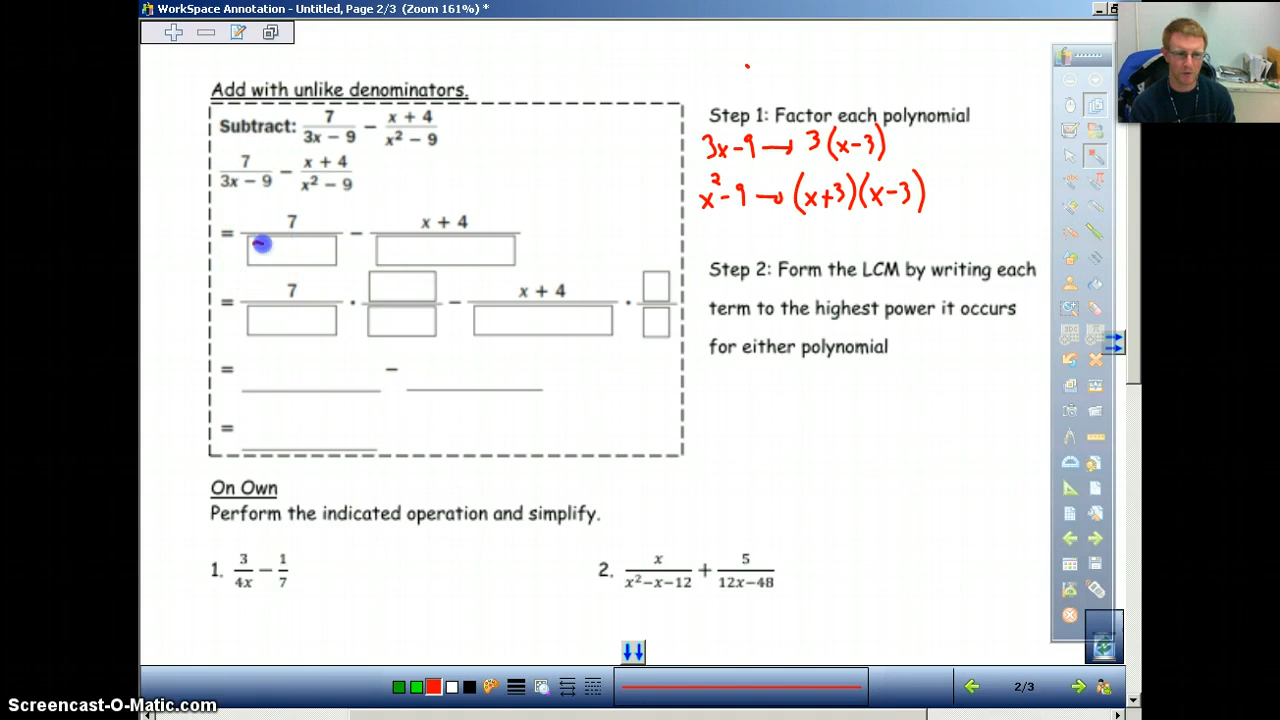 WorkSpace Annotation - Untitled, Page 2/3 (Zoom 161%) *
Add with unlike denominators.
Subtract: 7/(3x − 9) − (x + 4)/(x² − 9)
7/(3x − 9) − (x + 4)/(x² − 9)
= 7 − x + 4
= 7 · − x + 4 ·
= −
=
Step 1: Factor each polynomial
3x-9 → 3(x-3)
x²-9 → (x+3)(x-3)
Step 2: Form the LCM by writing each
term to the highest power it occurs
for either polynomial
On Own
Perform the indicated operation and simplify.
1. 3/4x − 1/7
2. x/(x²−x−12) + 5/(12x−48)
2/3
Screencast-O-Matic.com